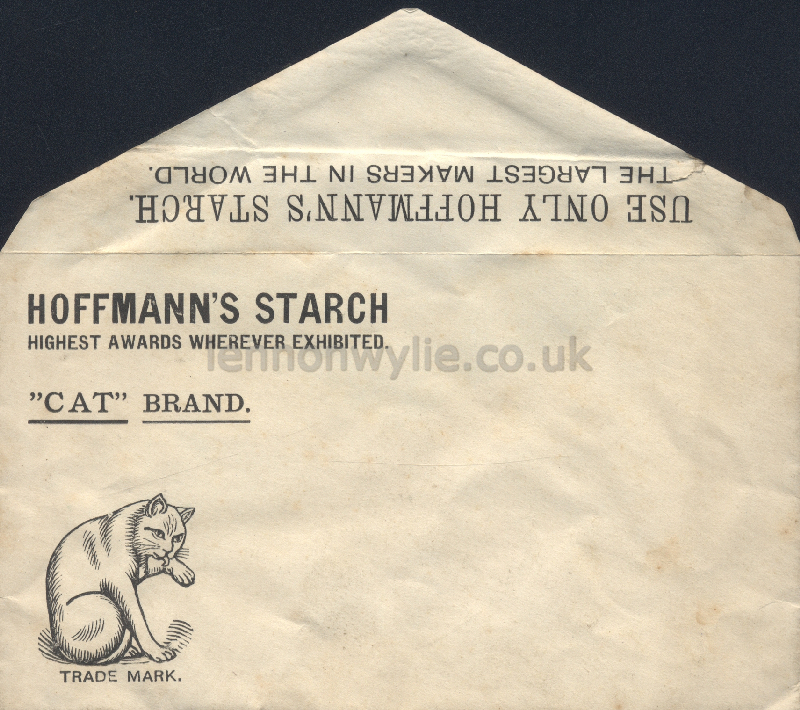 THE LARGEST MAKERS IN THE WORLD.
USE ONLY HOFFMANN'S STARCH.
HOFFMANN'S STARCH
HIGHEST AWARDS WHEREVER EXHIBITED.
lennonwylie.co.uk
"CAT" BRAND.
TRADE MARK.